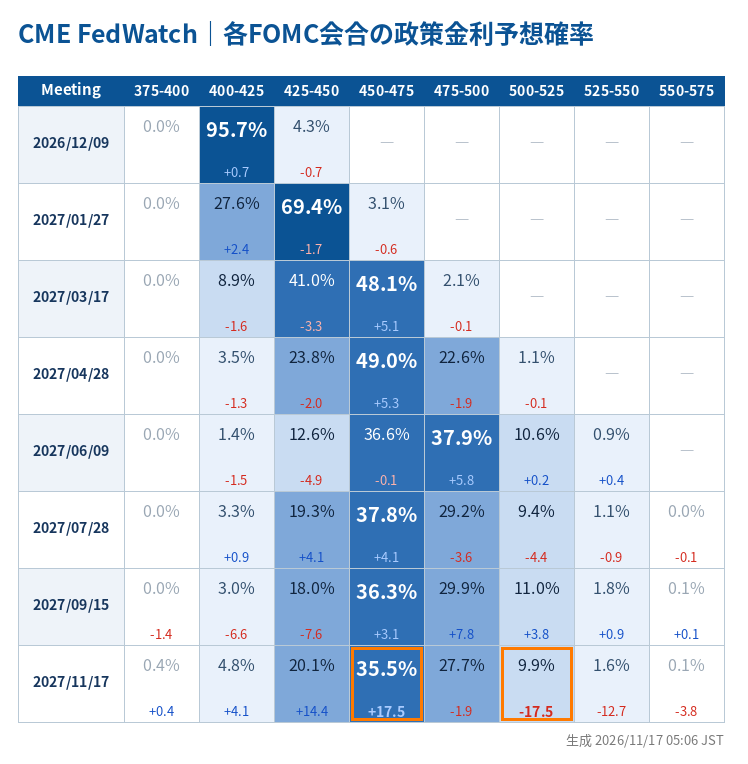 CME FedWatch｜各FOMC会合の政策金利予想確率
Meeting 375-400 400-425 425-450 450-475 475-500 500-525 525-550 550-575
2026/12/09 0.0% 95.7% 4.3% — — — — —
+0.7 -0.7
2027/01/27 0.0% 27.6% 69.4% 3.1% — — — —
+2.4 -1.7 -0.6
2027/03/17 0.0% 8.9% 41.0% 48.1% 2.1% — — —
-1.6 -3.3 +5.1 -0.1
2027/04/28 0.0% 3.5% 23.8% 49.0% 22.6% 1.1% — —
-1.3 -2.0 +5.3 -1.9 -0.1
2027/06/09 0.0% 1.4% 12.6% 36.6% 37.9% 10.6% 0.9% —
-1.5 -4.9 -0.1 +5.8 +0.2 +0.4
2027/07/28 0.0% 3.3% 19.3% 37.8% 29.2% 9.4% 1.1% 0.0%
+0.9 +4.1 +4.1 -3.6 -4.4 -0.9 -0.1
2027/09/15 0.0% 3.0% 18.0% 36.3% 29.9% 11.0% 1.8% 0.1%
-1.4 -6.6 -7.6 +3.1 +7.8 +3.8 +0.9 +0.1
2027/11/17 0.4% 4.8% 20.1% 35.5% 27.7% 9.9% 1.6% 0.1%
+0.4 +4.1 +14.4 +17.5 -1.9 -17.5 -12.7 -3.8
生成 2026/11/17 05:06 JST